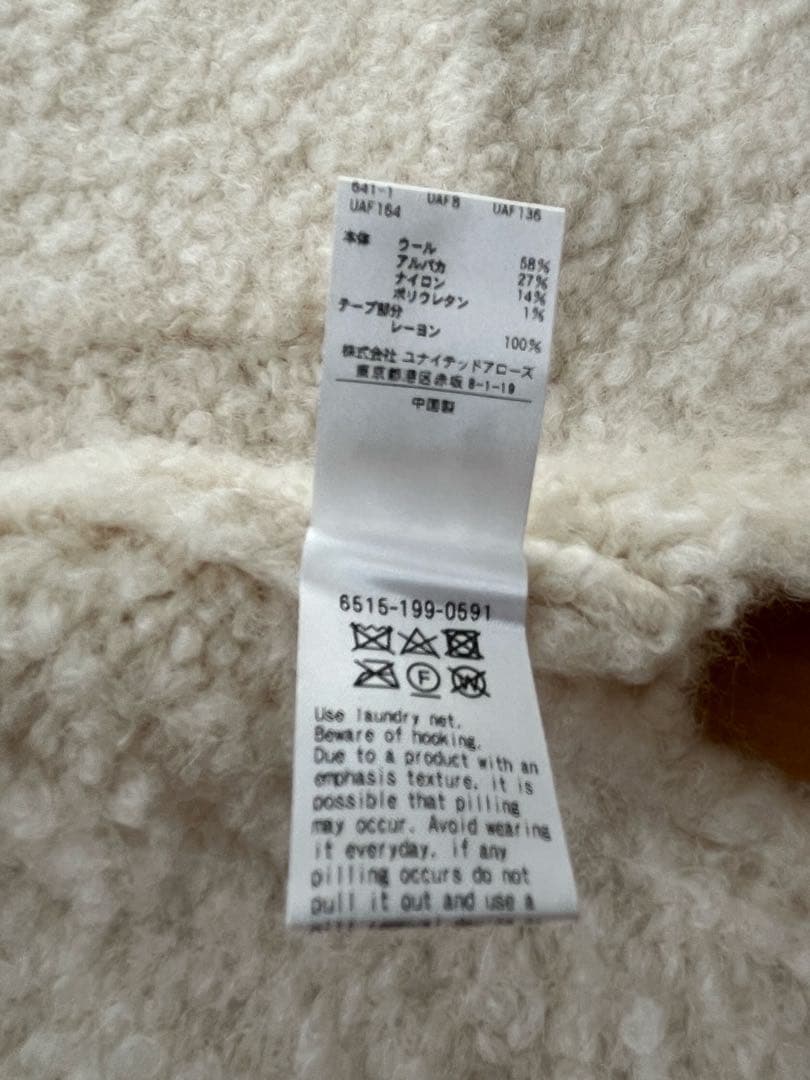 641-1 UAF8 UAF136
UAF164
本体 ウール 58%
アルパカ 27%
ナイロン 14%
ポリウレタン 1%
テープ部分
レーヨン 100%
株式会社 ユナイテッドアローズ
東京都港区赤坂 8-1-19
中国製
6515-199-0591
F
W
Use laundry net.
Beware of hooking.
Due to a product with an
emphasis texture, it is
possible that pilling
may occur. Avoid wearing
it everyday. if any
pilling occurs do not
pull it out and use a